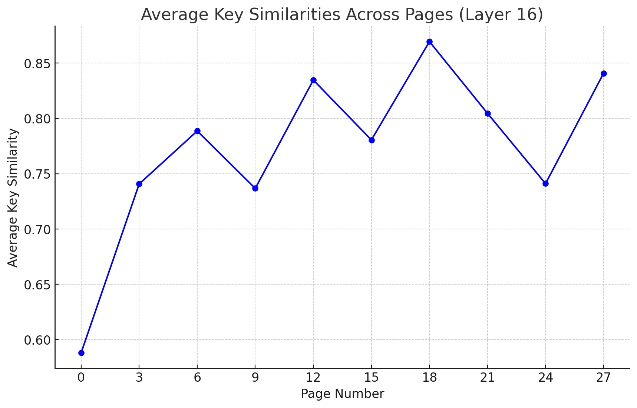 Average Key Similarities Across Pages (Layer 16)
0.85
0.80
0.75
0.70
0.65
0.60
Average Key Similarity
0 3 6 9 12 15 18 21 24 27
Page Number